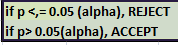 if p <,= 0.05 (alpha), REJECT
if p> 0.05(alpha), ACCEPT